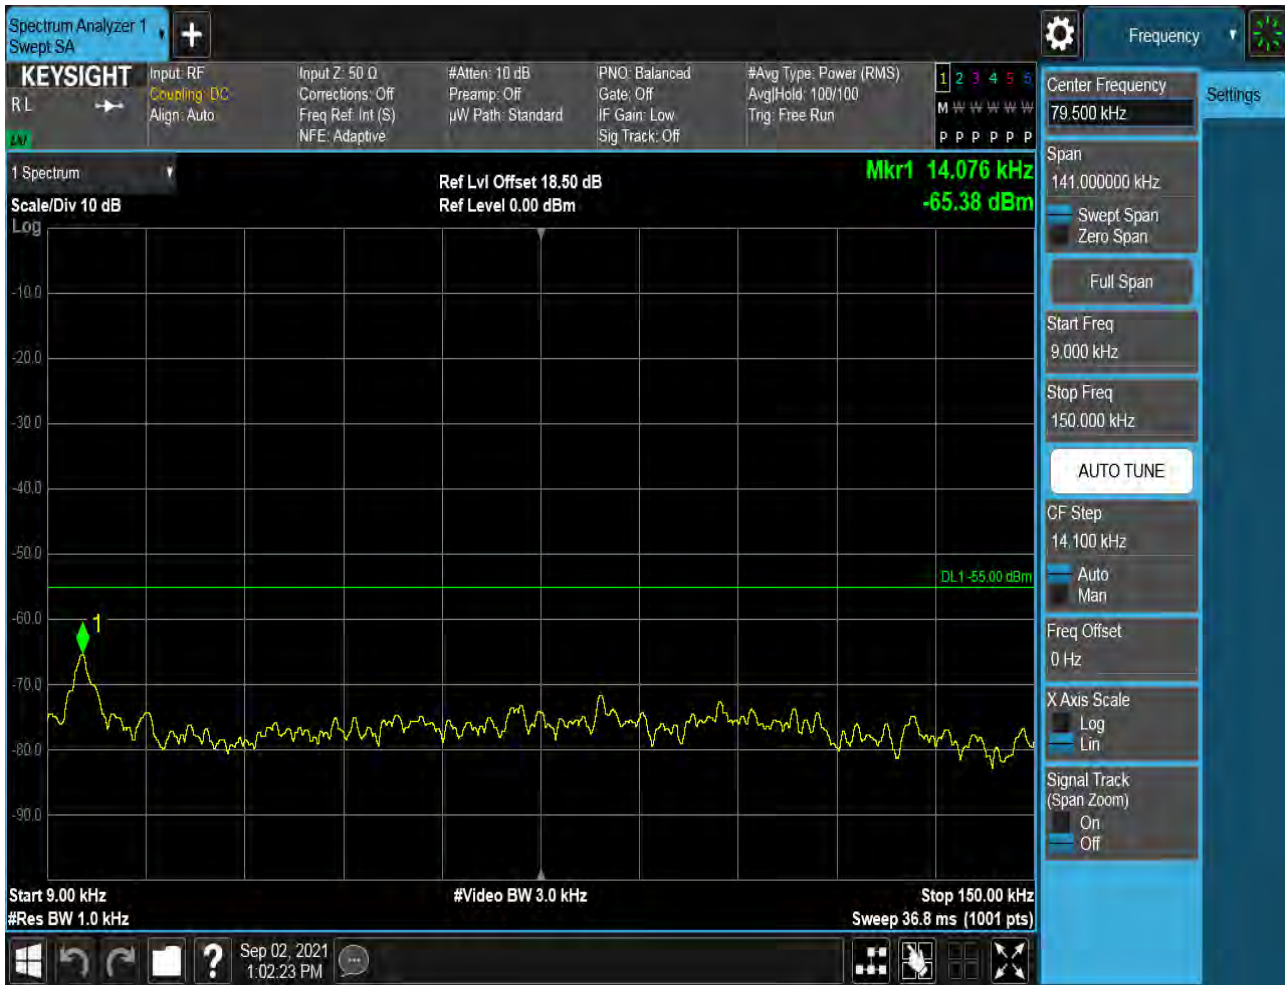 Spectrum Analyzer 1
Swept SA
Frequency
KEYSIGHT
R L
Input: RF
Coupling: DC
Align: Auto
Input Z: 50 Ω
Corrections: Off
Freq Ref: Int (S)
NFE: Adaptive
#Atten: 10 dB
Preamp: Off
µW Path: Standard
PNO: Balanced
Gate: Off
IF Gain: Low
Sig Track: Off
#Avg Type: Power (RMS)
Avg|Hold: 100/100
Trig: Free Run
1 2 3 4 5 6
M W W W W W
P P P P P P
1 Spectrum
Scale/Div 10 dB
Log
Ref Lvl Offset 18.50 dB
Ref Level 0.00 dBm
Mkr1 14.076 kHz
-65.38 dBm
-10.0
-20.0
-30.0
-40.0
-50.0
DL1 -55.00 dBm
-60.0
1
-70.0
-80.0
-90.0
Start 9.00 kHz
#Res BW 1.0 kHz
#Video BW 3.0 kHz
Stop 150.00 kHz
Sweep 36.8 ms (1001 pts)
Sep 02, 2021
1:02:23 PM
Center Frequency
79.500 kHz
Settings
Span
141.000000 kHz
Swept Span
Zero Span
Full Span
Start Freq
9.000 kHz
Stop Freq
150.000 kHz
AUTO TUNE
CF Step
14.100 kHz
Auto
Man
Freq Offset
0 Hz
X Axis Scale
Log
Lin
Signal Track
(Span Zoom)
On
Off